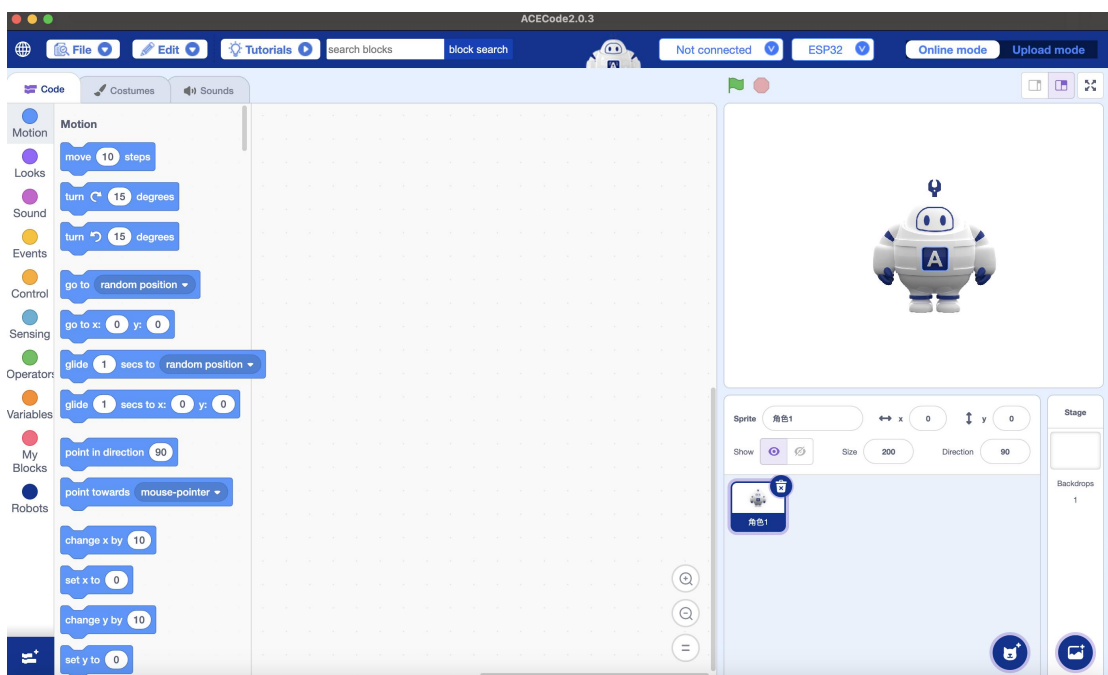 ACECode2.0.3
File
Edit
Tutorials
search blocks
block search
A
Not connected
ESP32
Online mode
Upload mode
Code
Costumes
Sounds
Motion
Looks
Sound
Events
Control
Sensing
Operators
Variables
My
Blocks
Robots
Motion
move 10 steps
turn 15 degrees
turn 15 degrees
go to random position
go to x: 0 y: 0
glide 1 secs to random position
glide 1 secs to x: 0 y: 0
point in direction 90
point towards mouse-pointer
change x by 10
set x to 0
change y by 10
set y to 0
A
Sprite 角色1 x 0 y 0
Show Size 200 Direction 90
角色1
Stage
Backdrops
1